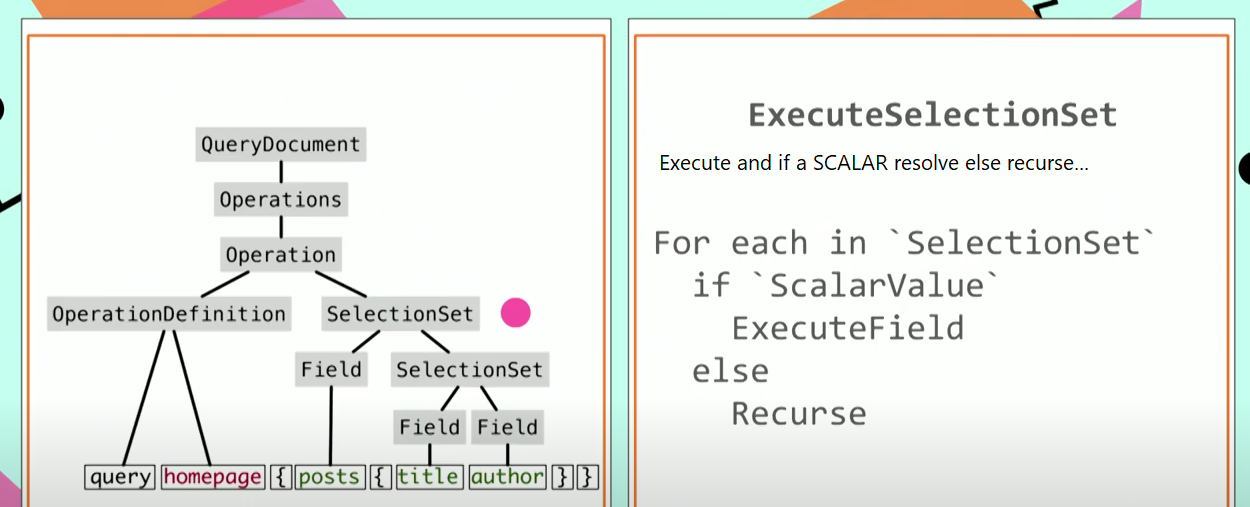 QueryDocument
Operations
Operation
OperationDefinition SelectionSet
Field SelectionSet
Field Field
query homepage { posts { title author } }
ExecuteSelectionSet
Execute and if a SCALAR resolve else recurse...
For each in `SelectionSet`
if `ScalarValue`
ExecuteField
else
Recurse